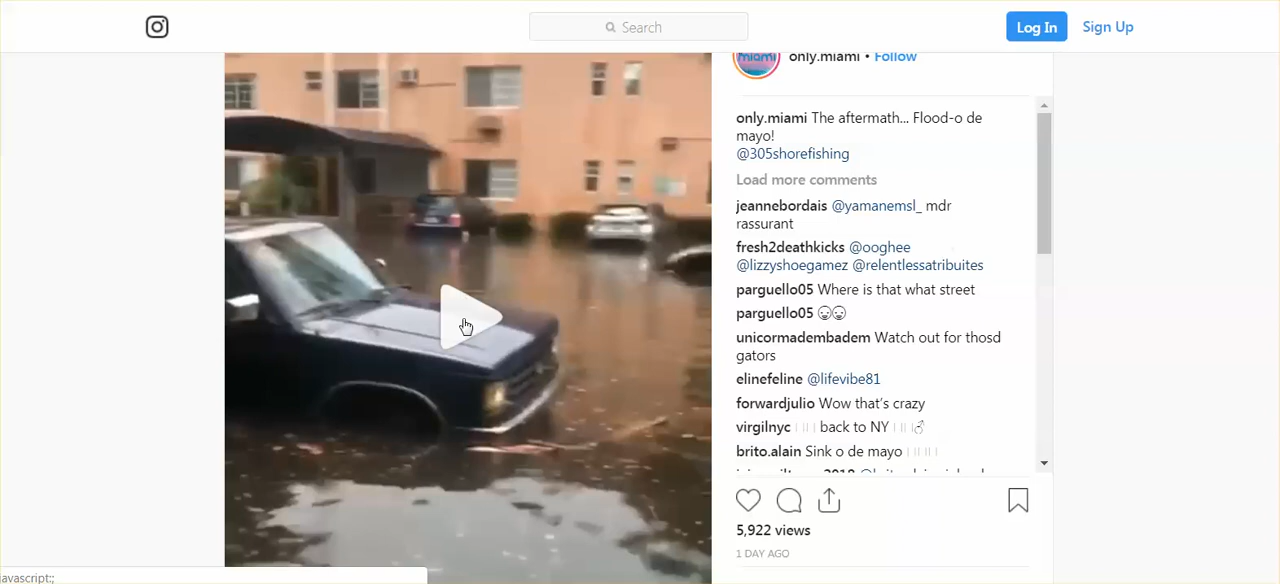 Search
Log In
Sign Up
miami
only.miami • Follow
only.miami The aftermath... Flood-o de
mayo!
@305shorefishing
Load more comments
jeannebordais @yamanemsl_ mdr
rassurant
fresh2deathkicks @ooghee
@lizzyshoegamez @relentlessatribuites
parguello05 Where is that what street
parguello05
unicormadembadem Watch out for thosd
gators
elinefeline @lifevibe81
forwardjulio Wow that's crazy
virgilnyc back to NY
brito.alain Sink o de mayo
5,922 views
1 DAY AGO
avascript:;